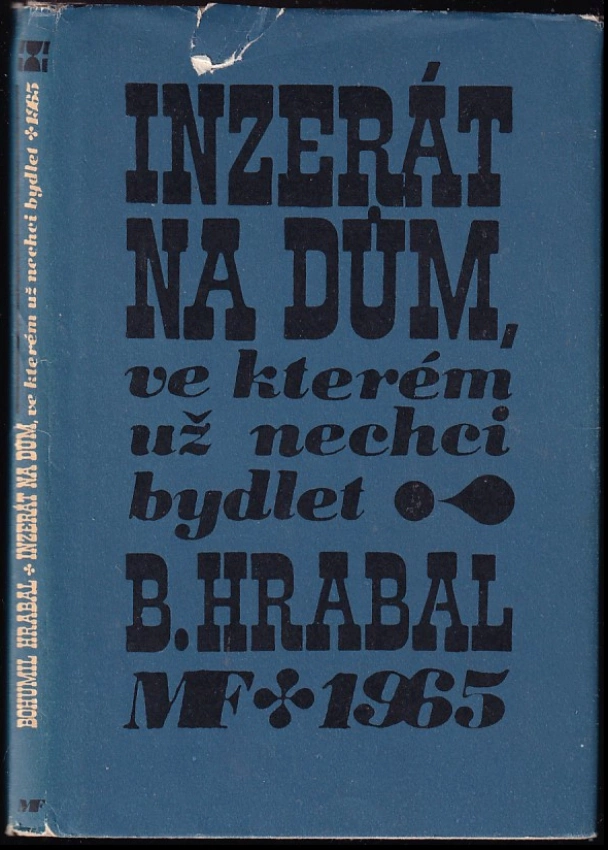 INZERÁT
NA DŮM,
ve kterém
už nechci
bydlet
B. HRABAL
MF 1965
BOHUMIL HRABAL INZERÁT NA DŮM, ve kterém už nechci bydlet 1965
MF